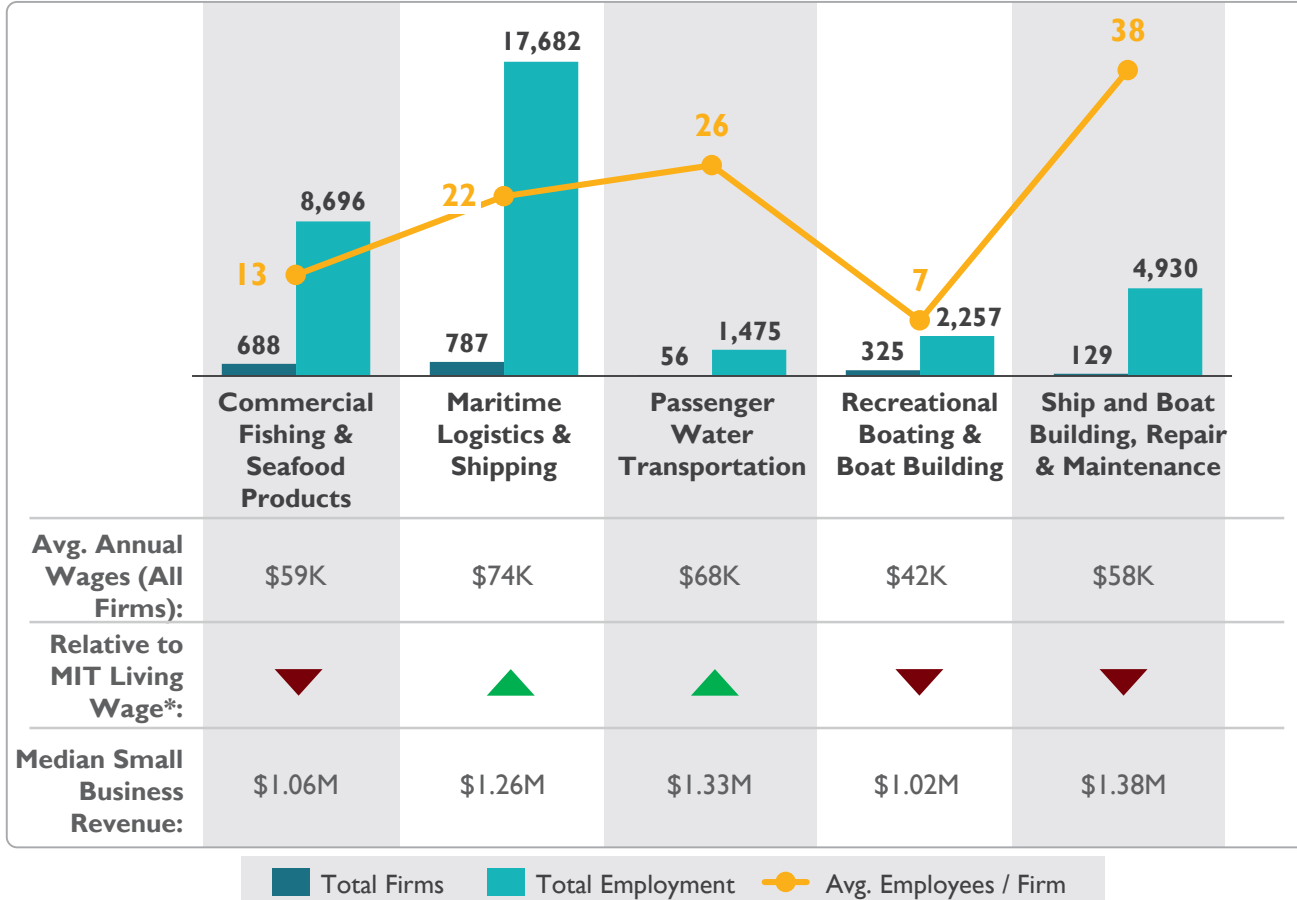 17,682
38
26
8,696
22
13
7
4,930
2,257
688
787
56
1,475
325
129
Commercial
Fishing &
Seafood
Products
Maritime
Logistics &
Shipping
Passenger
Water
Transportation
Recreational
Boating &
Boat Building
Ship and Boat
Building, Repair
& Maintenance
Avg. Annual
Wages (All
Firms):
$59K
$74K
$68K
$42K
$58K
Relative to
MIT Living
Wage*:
Median Small
Business
Revenue:
$1.06M
$1.26M
$1.33M
$1.02M
$1.38M
Total Firms
Total Employment
Avg. Employees / Firm